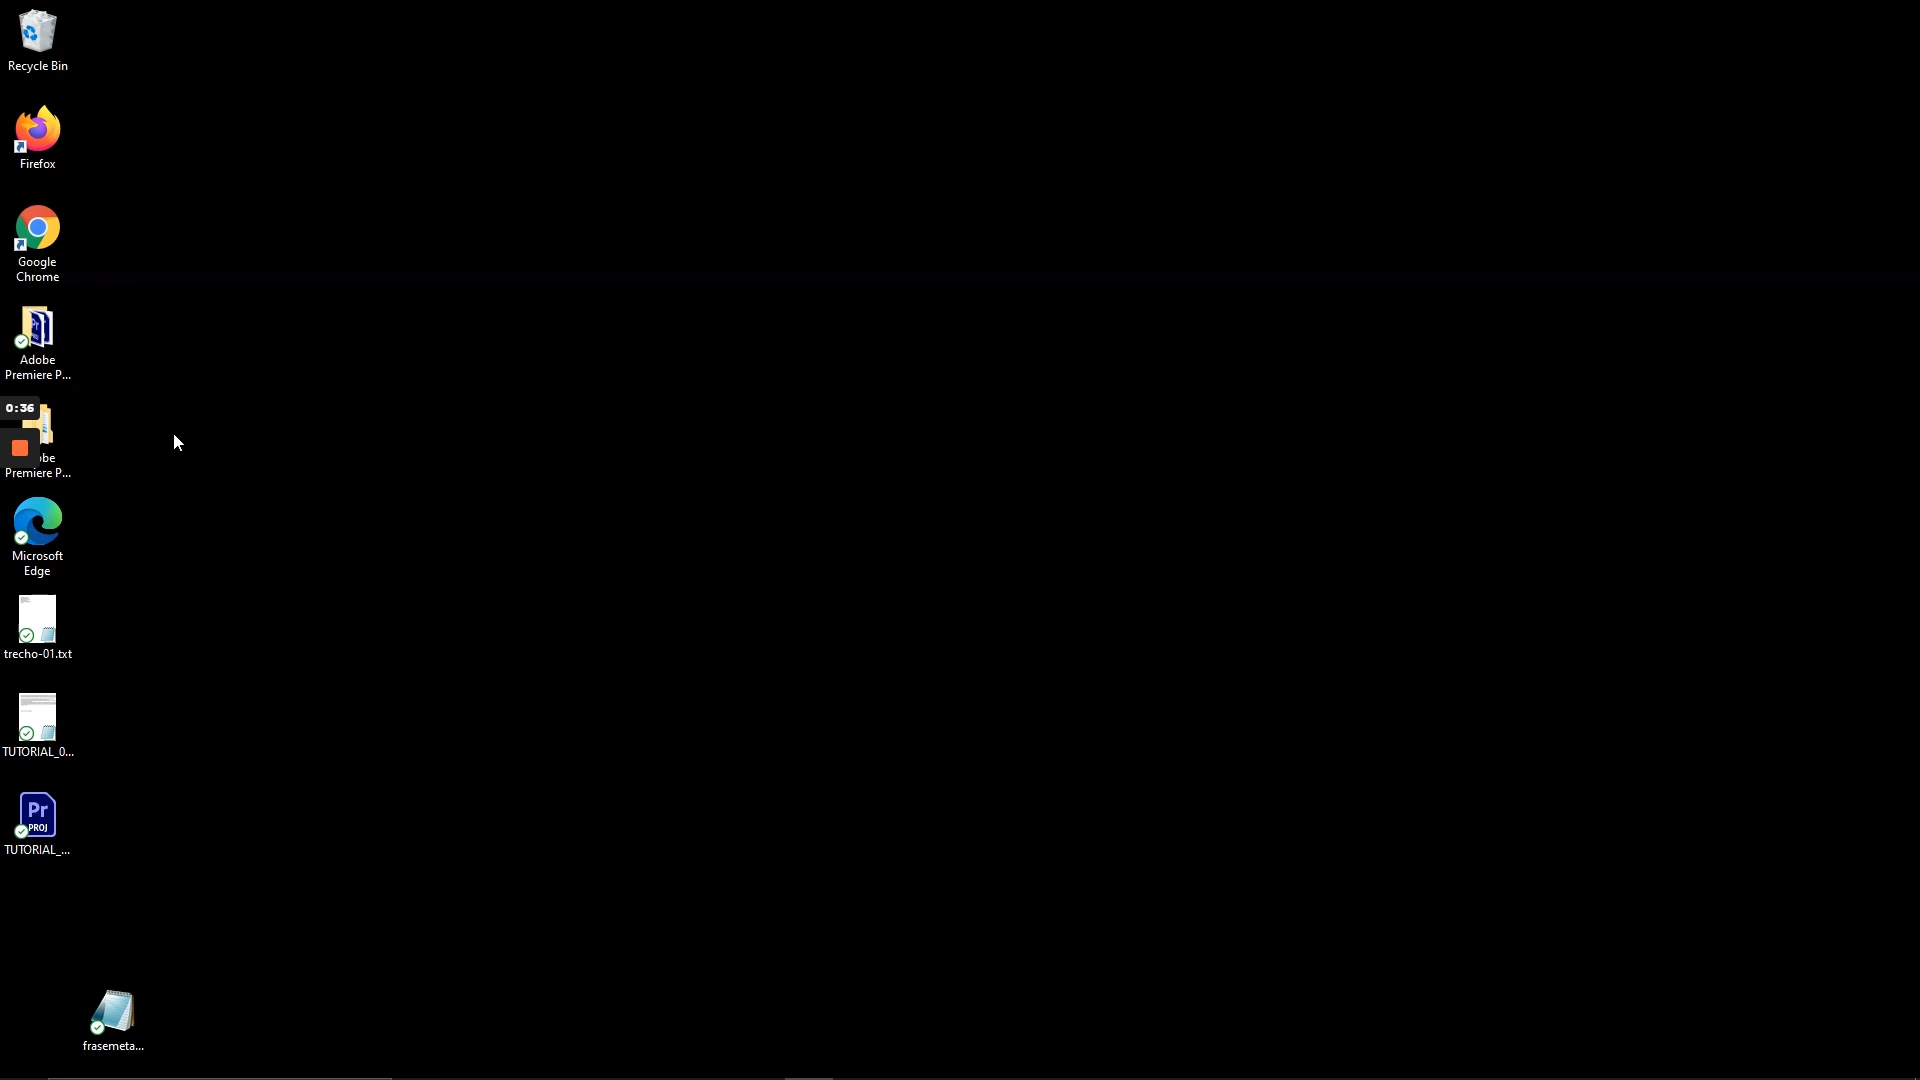 Recycle Bin
Firefox
Google
Chrome
Pr
Adobe
Premiere P...
0:36
be
Premiere P...
Microsoft
Edge
trecho-01.txt
TUTORIAL_0...
Pr
PROJ
TUTORIAL_...
frasemeta...